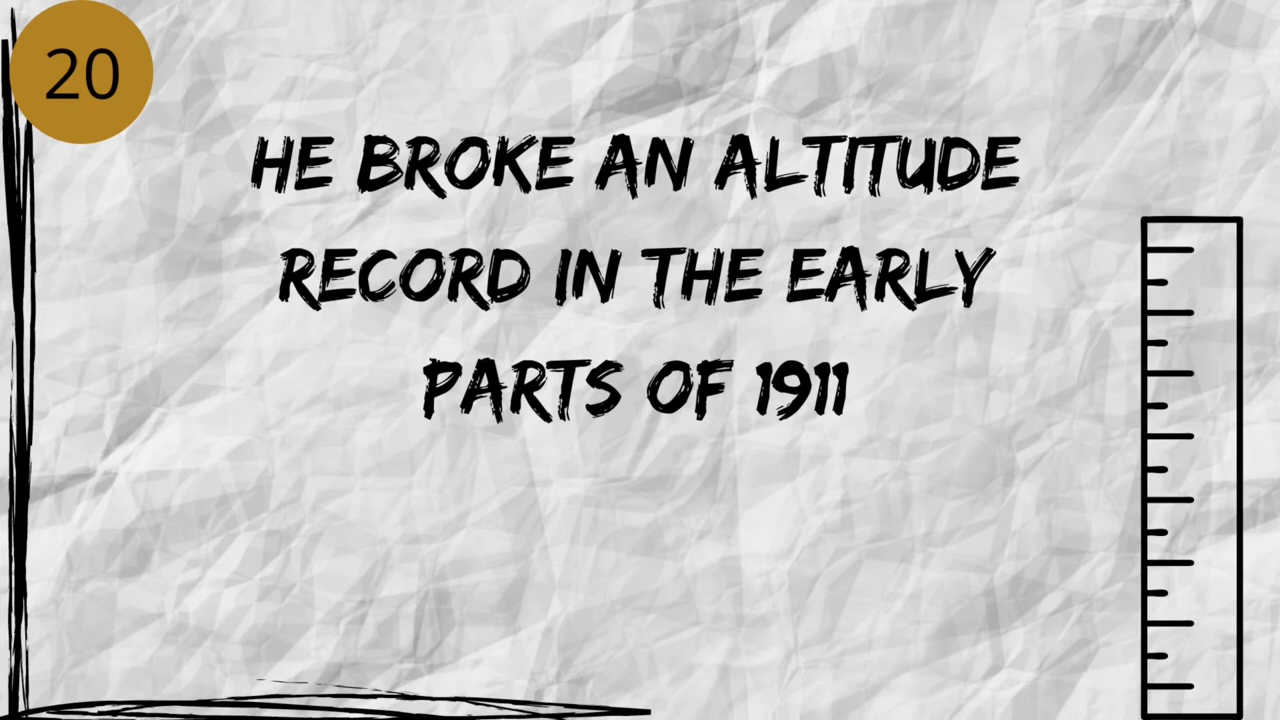 20
HE BROKE AN ALTITUDE
RECORD IN THE EARLY
PARTS OF 1911